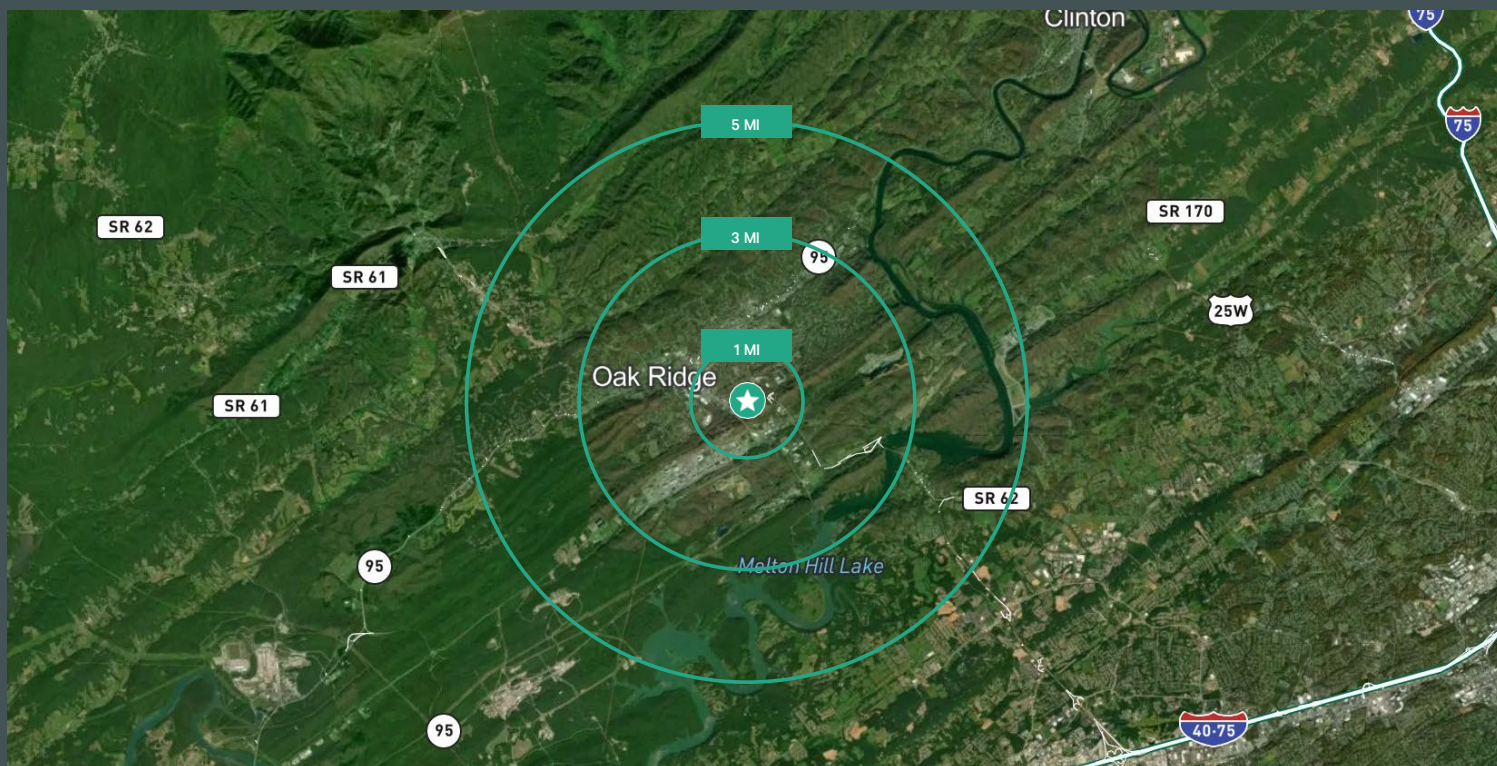 Clinton
75
5 MI
75
SR 170
SR 62
3 MI
95
SR 61
25W
1 MI
Oak Ridge
SR 61
SR 62
95
Melton Hill Lake
95
40-75